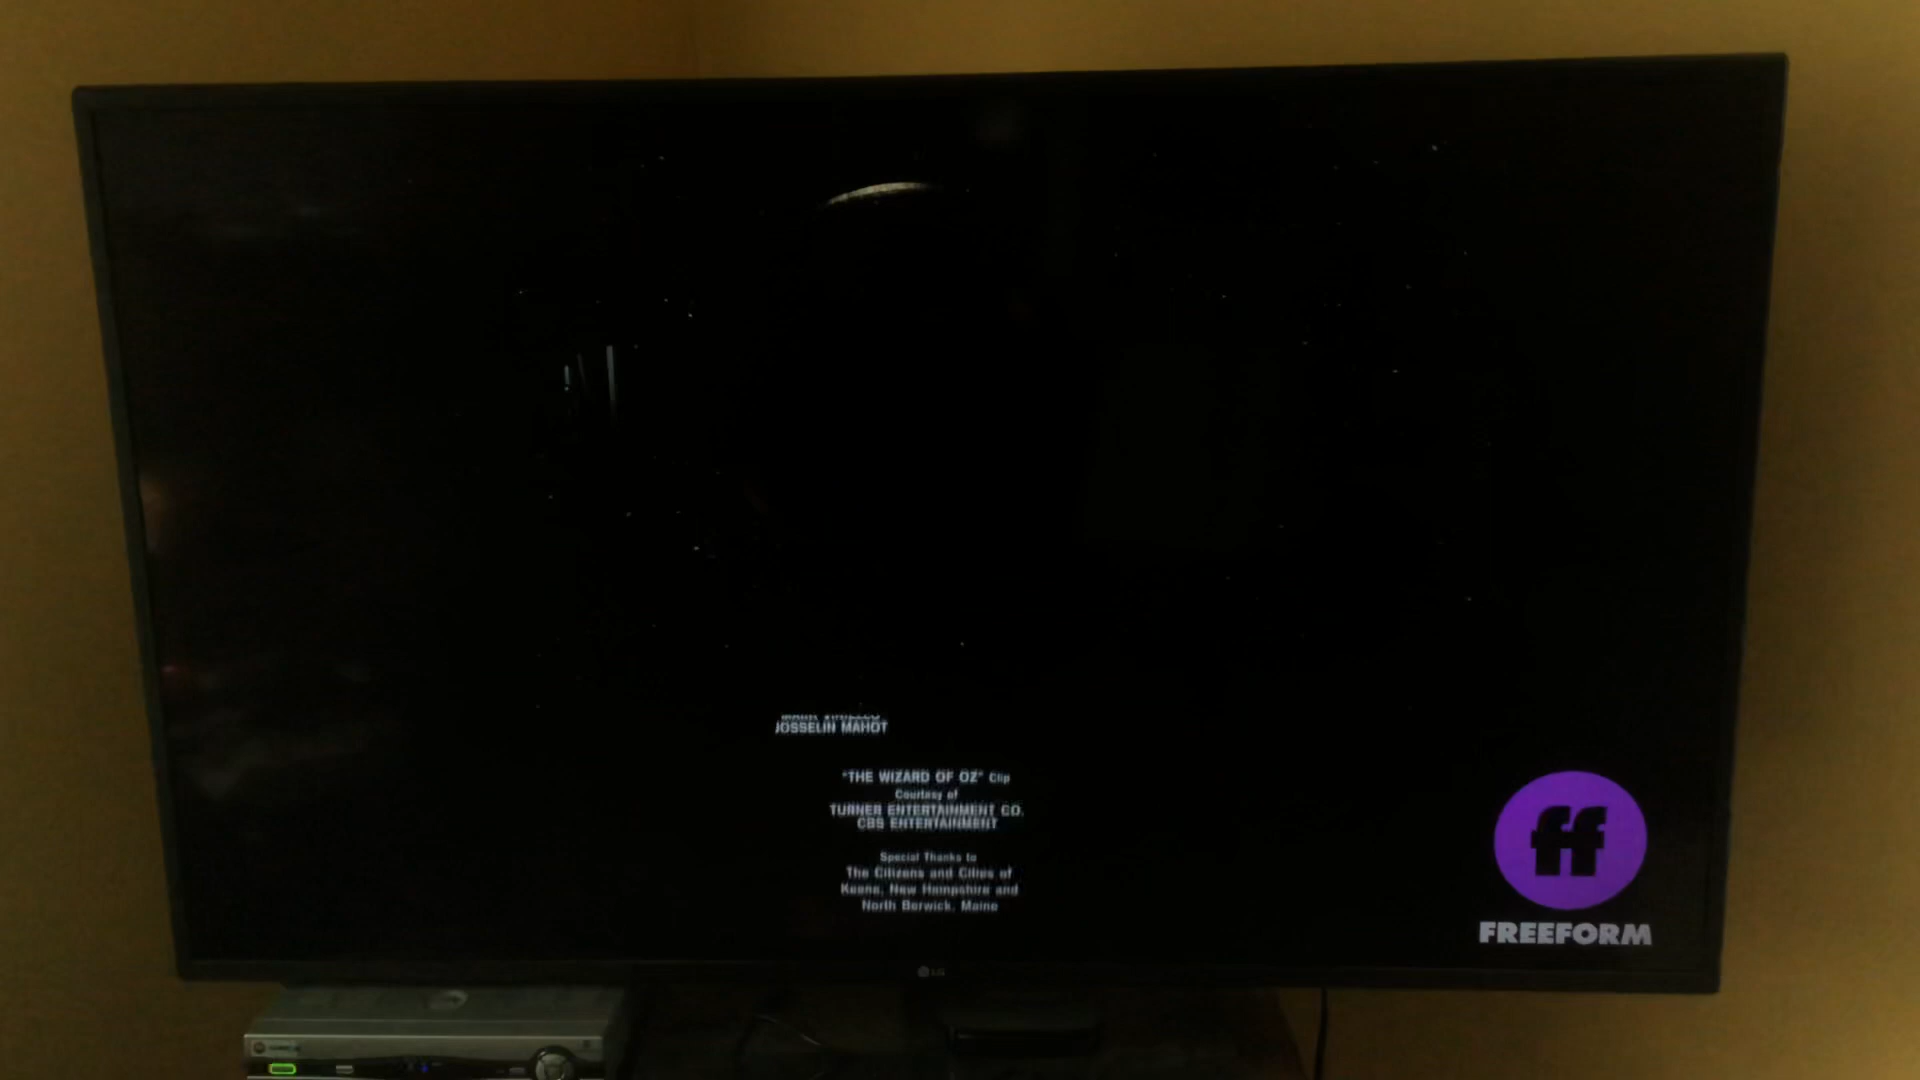 JOSSELIN MAHOT
"THE WIZARD OF OZ" Clip
Courtesy of
TURNER ENTERTAINMENT CO.
CBS ENTERTAINMENT
Special Thanks to
The Citizens and Cities of
Keene, New Hampshire and
North Berwick, Maine
ff
FREEFORM
LG